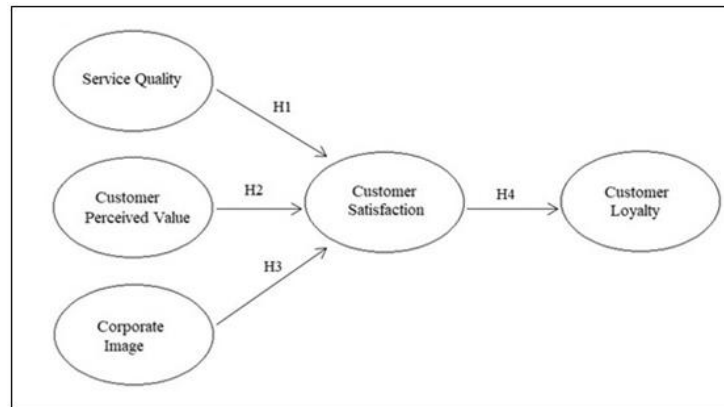 Service Quality
H1
Customer
Perceived Value
H2
Customer
Satisfaction
H4
Customer
Loyalty
H3
Corporate
Image